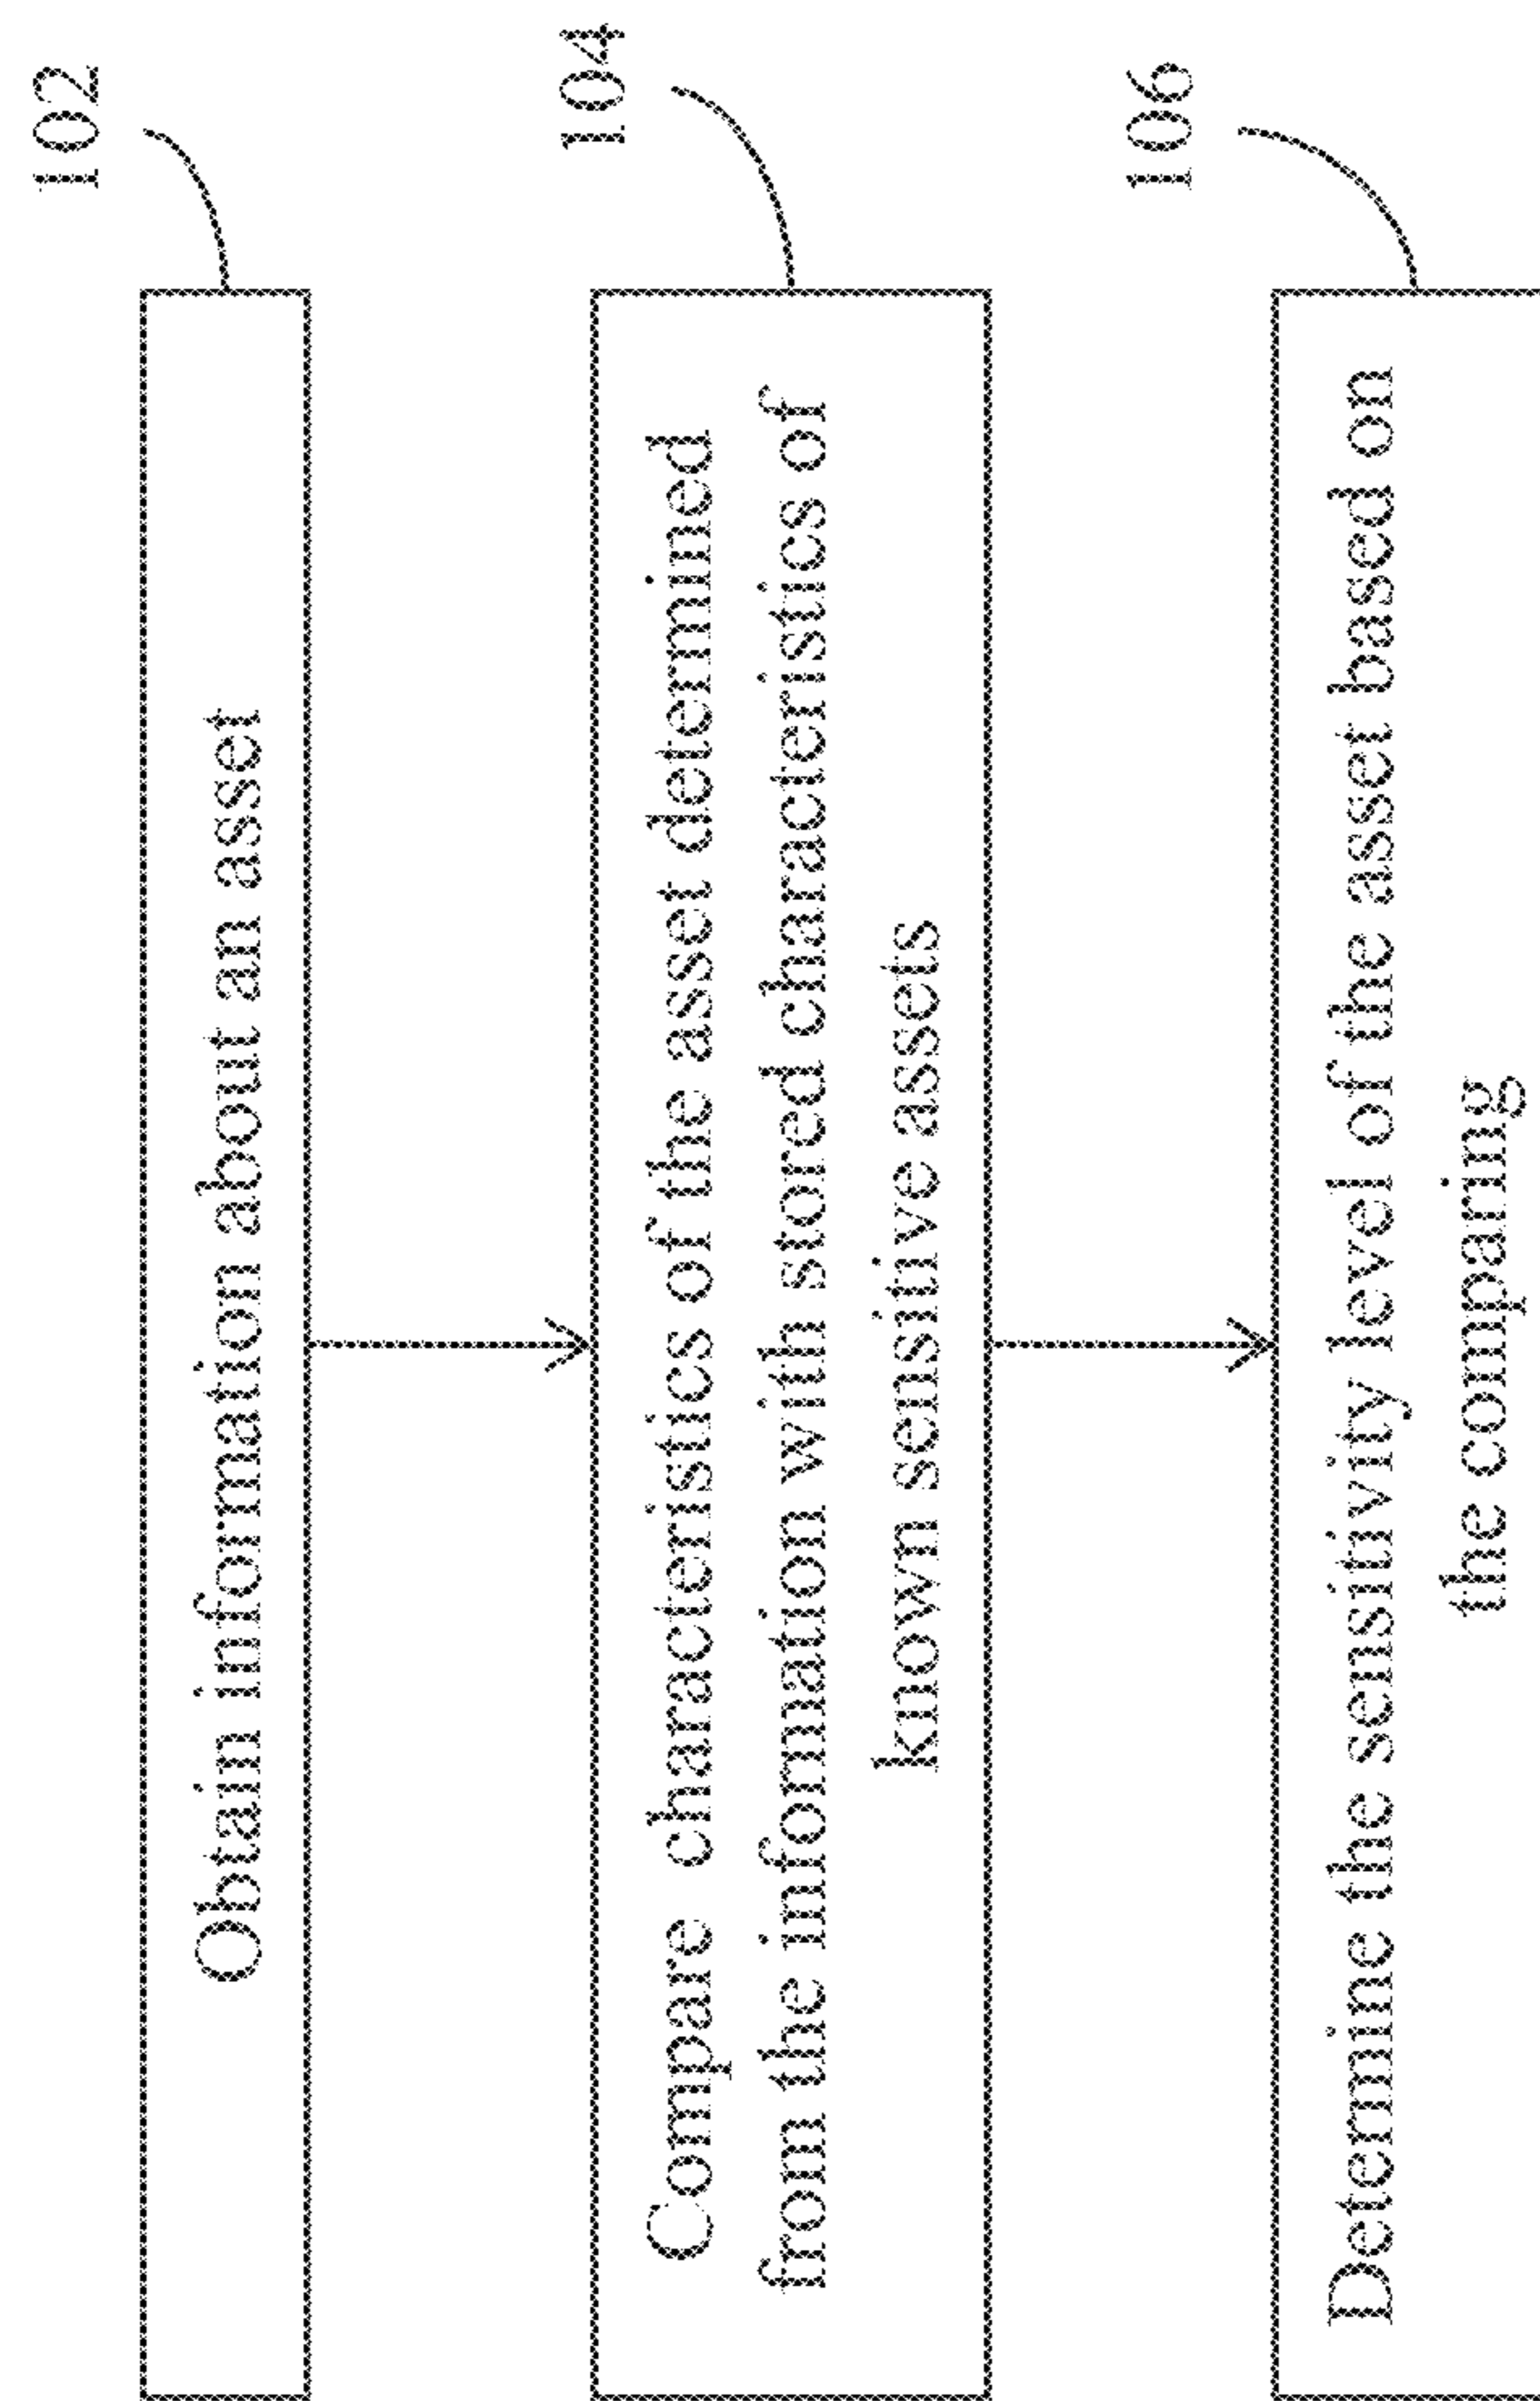 102
Obtain information about an asset
104
Compare characteristics of the asset determined
from the information with stored characteristics of
known sensitive assets
106
Determine the sensitivity level of the asset based on
the comparing